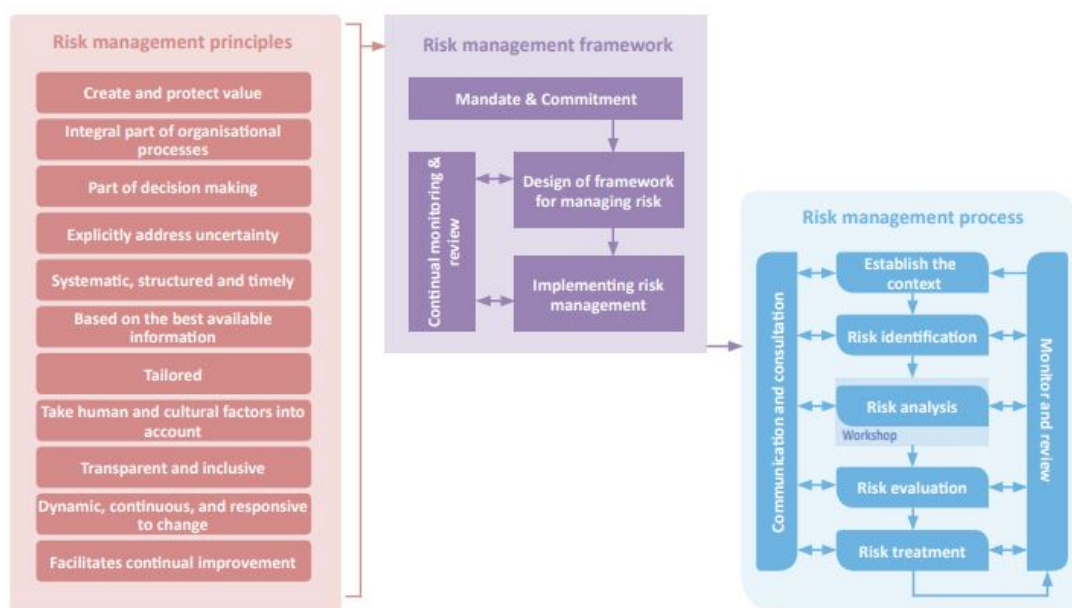 Risk management principles
Create and protect value
Integral part of organisational
processes
Part of decision making
Explicitly address uncertainty
Systematic, structured and timely
Based on the best available
information
Tailored
Take human and cultural factors into
account
Transparent and inclusive
Dynamic, continuous, and responsive
to change
Facilitates continual improvement
Risk management framework
Mandate & Commitment
Continual monitoring &
review
Design of framework
for managing risk
Implementing risk
management
Risk management process
Communication and consultation
Establish the
context
Risk identification
Risk analysis
Workshop
Risk evaluation
Risk treatment
Monitor and review